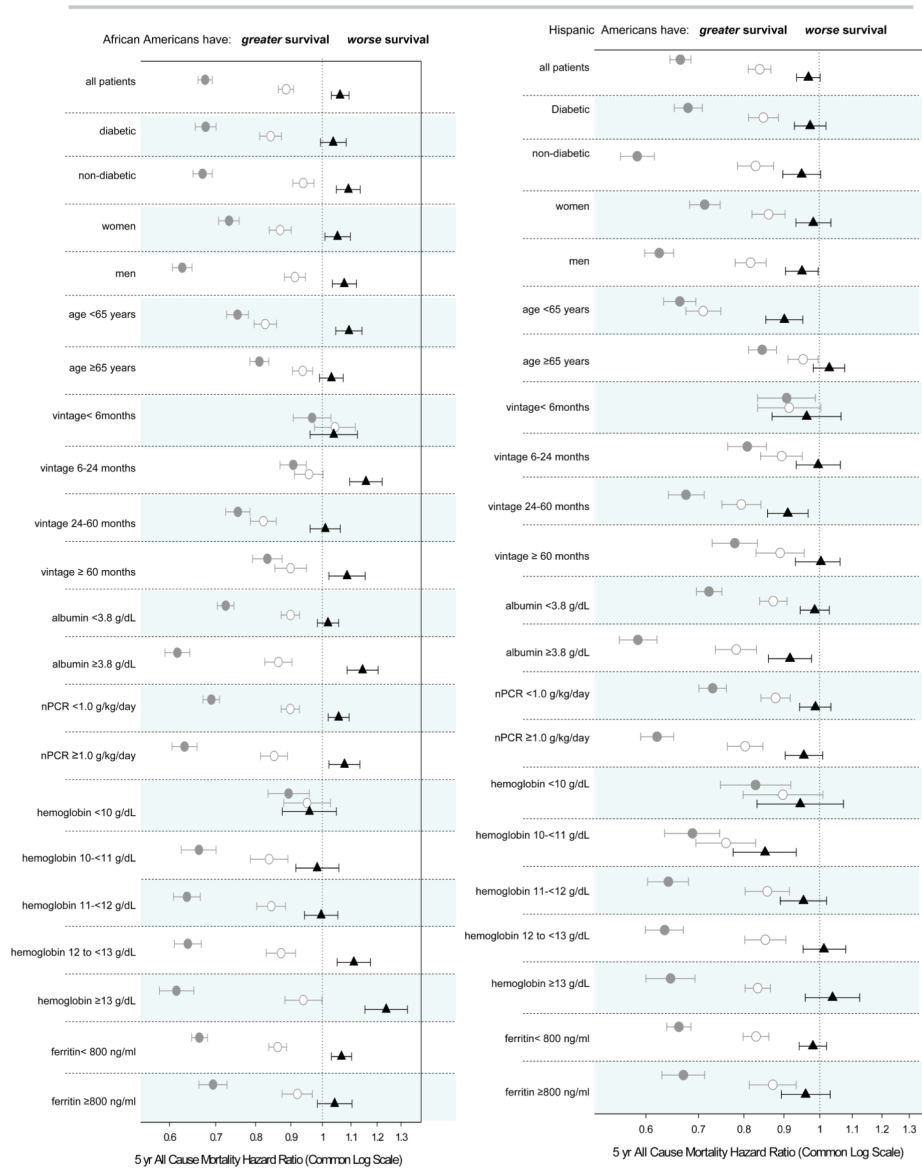 African Americans have: greater survival worse survival
all patients
diabetic
non-diabetic
women
men
age <65 years
age ≥65 years
vintage< 6months
vintage 6-24 months
vintage 24-60 months
vintage ≥ 60 months
albumin <3.8 g/dL
albumin ≥3.8 g/dL
nPCR <1.0 g/kg/day
nPCR ≥1.0 g/kg/day
hemoglobin <10 g/dL
hemoglobin 10-<11 g/dL
hemoglobin 11-<12 g/dL
hemoglobin 12 to <13 g/dL
hemoglobin ≥13 g/dL
ferritin< 800 ng/ml
ferritin ≥800 ng/ml
0.6 0.8 0.9 1 1.1 1.3
5 yr All Cause Mortality Hazard Ratio (Common Log Scale)
Hispanic Americans have: greater survival worse survival
all patients
Diabetic
non-diabetic
women
men
age <65 years
age ≥65 years
vintage< 6months
vintage 6-24 months
vintage 24-60 months
vintage ≥ 60 months
albumin <3.8 g/dL
albumin ≥3.8 g/dL
nPCR <1.0 g/kg/day
nPCR ≥1.0 g/kg/day
hemoglobin <10 g/dL
hemoglobin 10-<11 g/dL
hemoglobin 11-<12 g/dL
hemoglobin 12 to <13 g/dL
hemoglobin ≥13 g/dL
ferritin< 800 ng/ml
ferritin ≥800 ng/ml
0.6 0.7 0.8 0.9 1 1.1 1.2 1.3
5 yr All Cause Mortality Hazard Ratio (Common Log Scale)